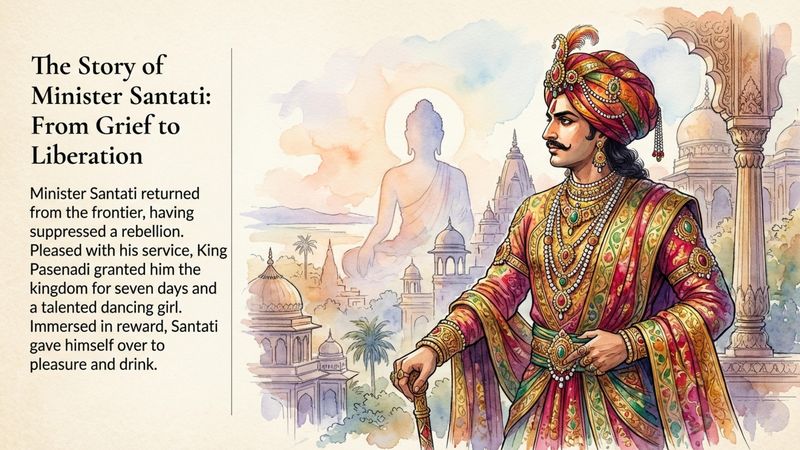 The Story of
Minister Santati:
From Grief to
Liberation
Minister Santati returned
from the frontier, having
suppressed a rebellion.
Pleased with his service, King
Pasenadi granted him the
kingdom for seven days and
a talented dancing girl.
Immersed in reward, Santati
gave himself over to
pleasure and drink.